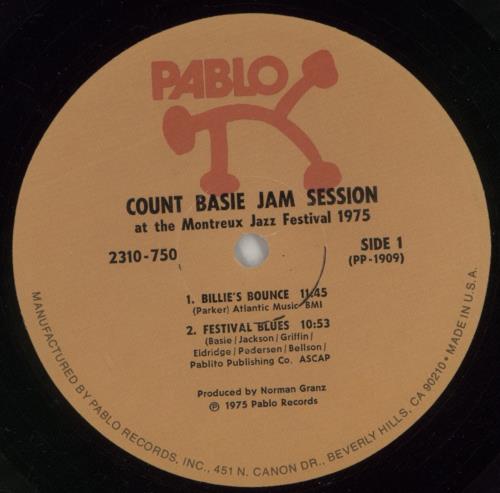 PABLO
COUNT BASIE JAM SESSION
at the Montreux Jazz Festival 1975
2310-750
SIDE 1
(PP-1909)
1. BILLIE'S BOUNCE 11:45
(Parker) Atlantic Music BMI
2. FESTIVAL BLUES 10:53
(Basie/Jackson/Griffin/
Eldridge/Pedersen/Bellson/
Pablito Publishing Co. ASCAP
Produced by Norman Granz
Ⓟ 1975 Pablo Records
MANUFACTURED BY PABLO RECORDS, INC., 451 N. CANON DR., BEVERLY HILLS, CA 90210 • MADE IN U.S.A.